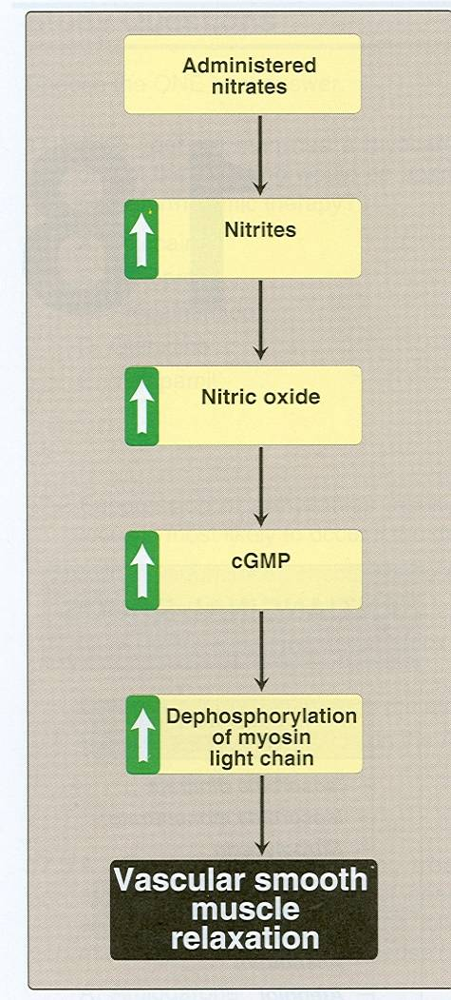 Administered
nitrates
Nitrites
Nitric oxide
cGMP
Dephosphorylation
of myosin
light chain
Vascular smooth
muscle
relaxation